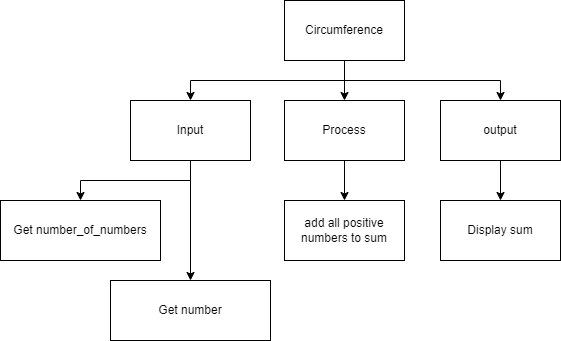 Circumference
Input
Process
output
Get number_of_numbers
add all positive
numbers to sum
Display sum
Get number